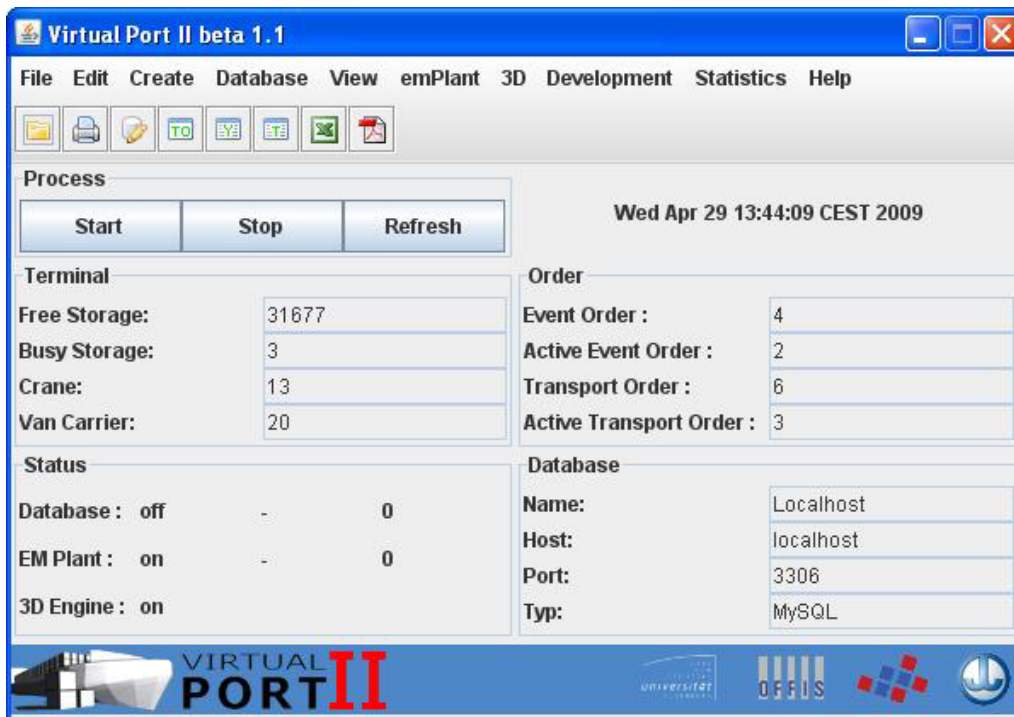 Virtual Port II beta 1.1
File Edit Create Database View emPlant 3D Development Statistics Help
TO Y T
Process
Start Stop Refresh
Wed Apr 29 13:44:09 CEST 2009
Terminal
Free Storage: 31677
Busy Storage: 3
Crane: 13
Van Carrier: 20
Order
Event Order : 4
Active Event Order : 2
Transport Order : 6
Active Transport Order : 3
Status
Database : off - 0
EM Plant : on - 0
3D Engine : on
Database
Name: Localhost
Host: localhost
Port: 3306
Typ: MySQL
VIRTUAL
PORT II
universität
OFFIS